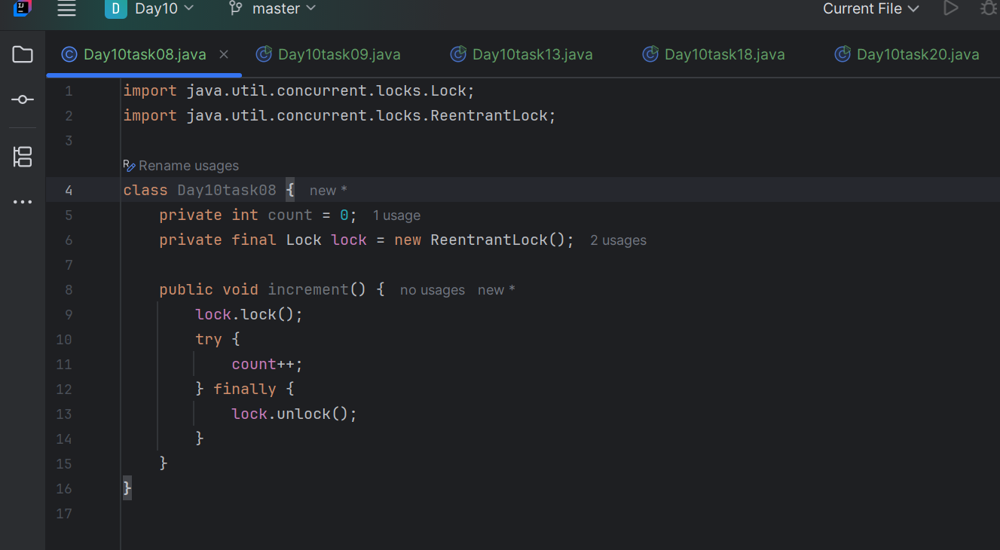 D Day10 master Current File
Day10task08.java Day10task09.java Day10task13.java Day10task18.java Day10task20.java
1 import java.util.concurrent.locks.Lock;
2 import java.util.concurrent.locks.ReentrantLock;
3
Rename usages
4 class Day10task08 { new *
5 private int count = 0; 1 usage
6 private final Lock lock = new ReentrantLock(); 2 usages
7
8 public void increment() { no usages new *
9 lock.lock();
10 try {
11 count++;
12 } finally {
13 lock.unlock();
14 }
15 }
16 }
17